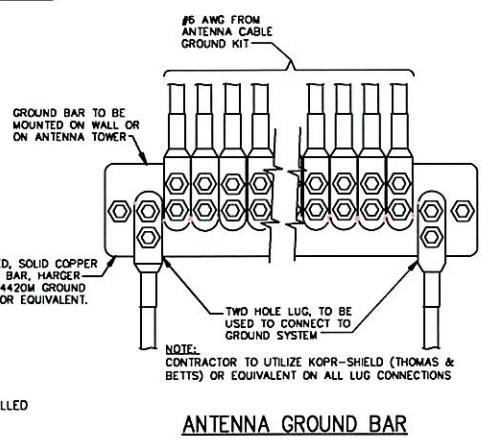 #6 AWG FROM
ANTENNA CABLE
GROUND KIT
GROUND BAR TO BE
MOUNTED ON WALL OR
ON ANTENNA TOWER
SOLID COPPER
BAR, HARGER
4420M GROUND
OR EQUIVALENT.
TWO HOLE LUG, TO BE
USED TO CONNECT TO
GROUND SYSTEM
NOTE:
CONTRACTOR TO UTILIZE KOPR-SHIELD (THOMAS &
BETTS) OR EQUIVALENT ON ALL LUG CONNECTIONS
LLED
ANTENNA GROUND BAR